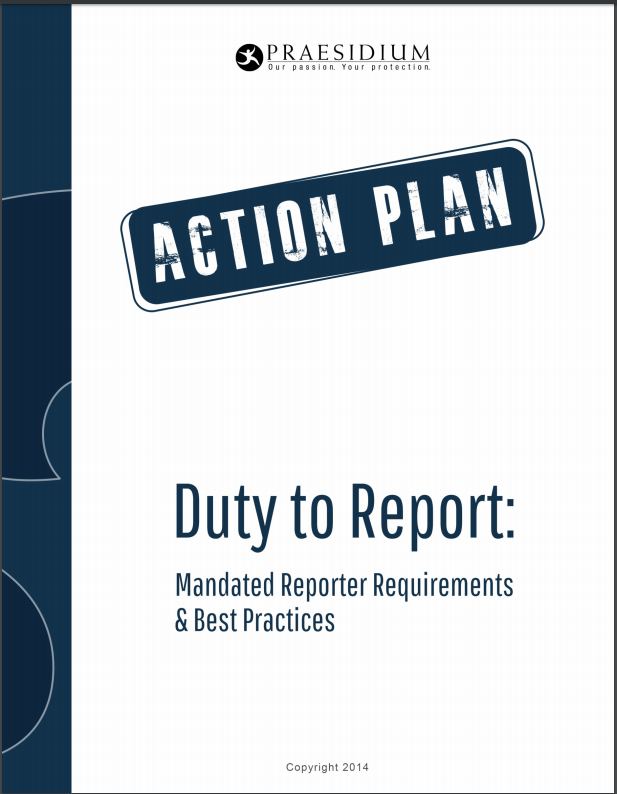 PRAESIDIUM
Our passion. Your protection.
ACTION PLAN
Duty to Report:
Mandated Reporter Requirements
& Best Practices
Copyright 2014